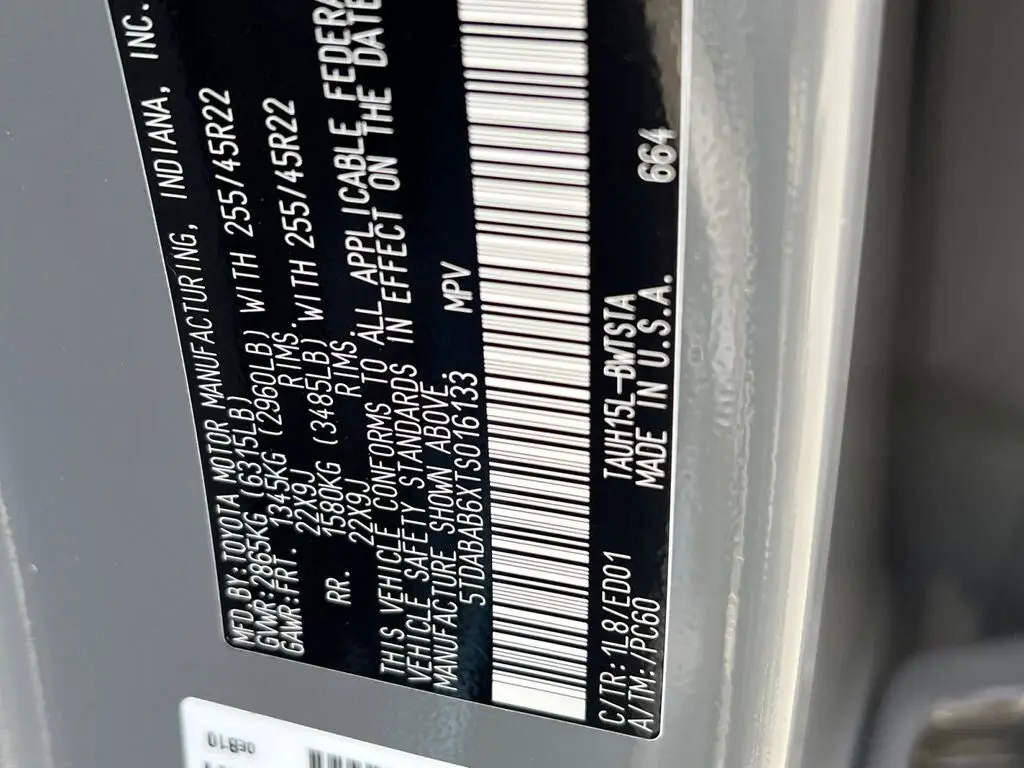 MFD.BY:TOYOTA MOTOR MANUFACTURING, INDIANA, INC.
GVWR:2865KG (6315LB)
GAWR:FRT. 1345KG (2960LB) WITH 255/45R22
22X9J RIMS.
RR. 1580KG (3485LB) WITH 255/45R22
22X9J RIMS.
THIS VEHICLE CONFORMS TO ALL APPLICABLE FEDERA
VEHICLE SAFETY STANDARDS IN EFFECT ON THE DATE
MANUFACTURE SHOWN ABOVE.
5TDABAB6XTS016133 MPV
C/TR:1L8/ED01 TAUH15L-BWTSTA 664
A/TM:/PC60 MADE IN U.S.A.